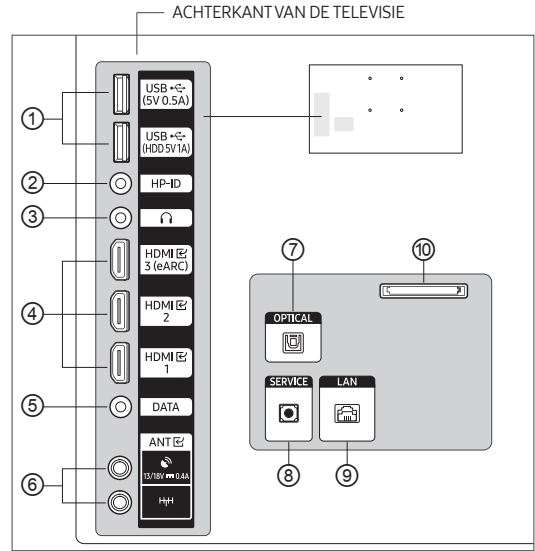 ACHTERKANT VAN DE TELEVISIE
①
USB
(5V 0.5A)
USB
(HDD 5V 1A)
②
HP-ID
③
④
HDMI
3 (eARC)
HDMI
2
HDMI
1
⑤
DATA
⑥
ANT
13/18V 0.4A
⑦
OPTICAL
⑩
SERVICE
LAN
⑧
⑨